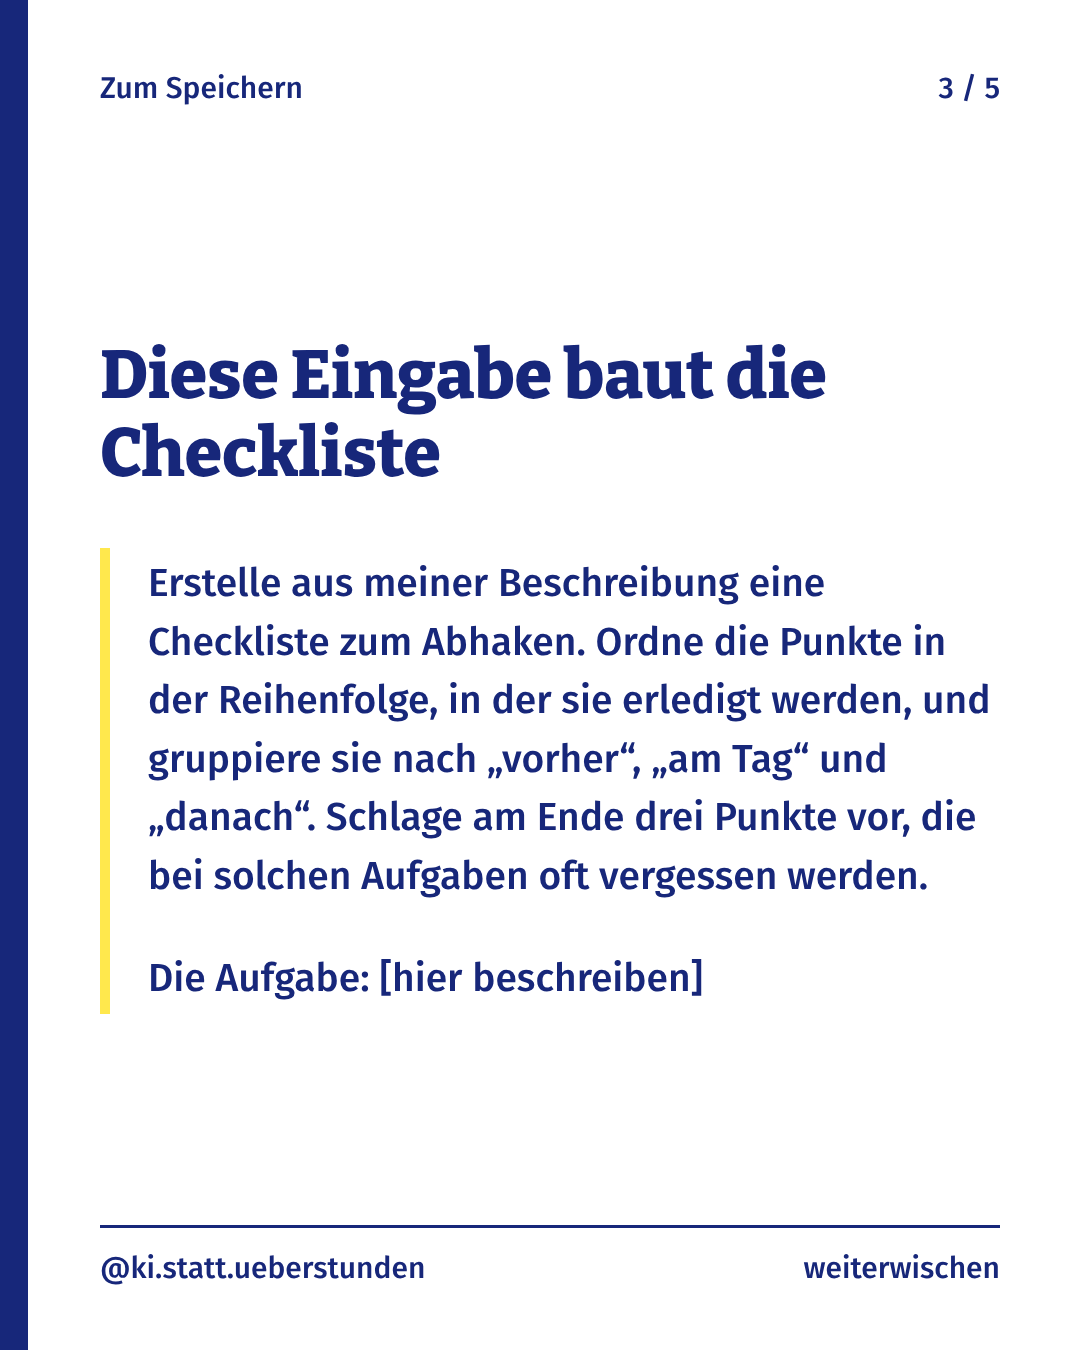 Zum Speichern
3 / 5
Diese Eingabe baut die
Checkliste
Erstelle aus meiner Beschreibung eine
Checkliste zum Abhaken. Ordne die Punkte in
der Reihenfolge, in der sie erledigt werden, und
gruppiere sie nach „vorher“, „am Tag“ und
„danach“. Schlage am Ende drei Punkte vor, die
bei solchen Aufgaben oft vergessen werden.
Die Aufgabe: [hier beschreiben]
@ki.statt.ueberstunden
weiterwischen